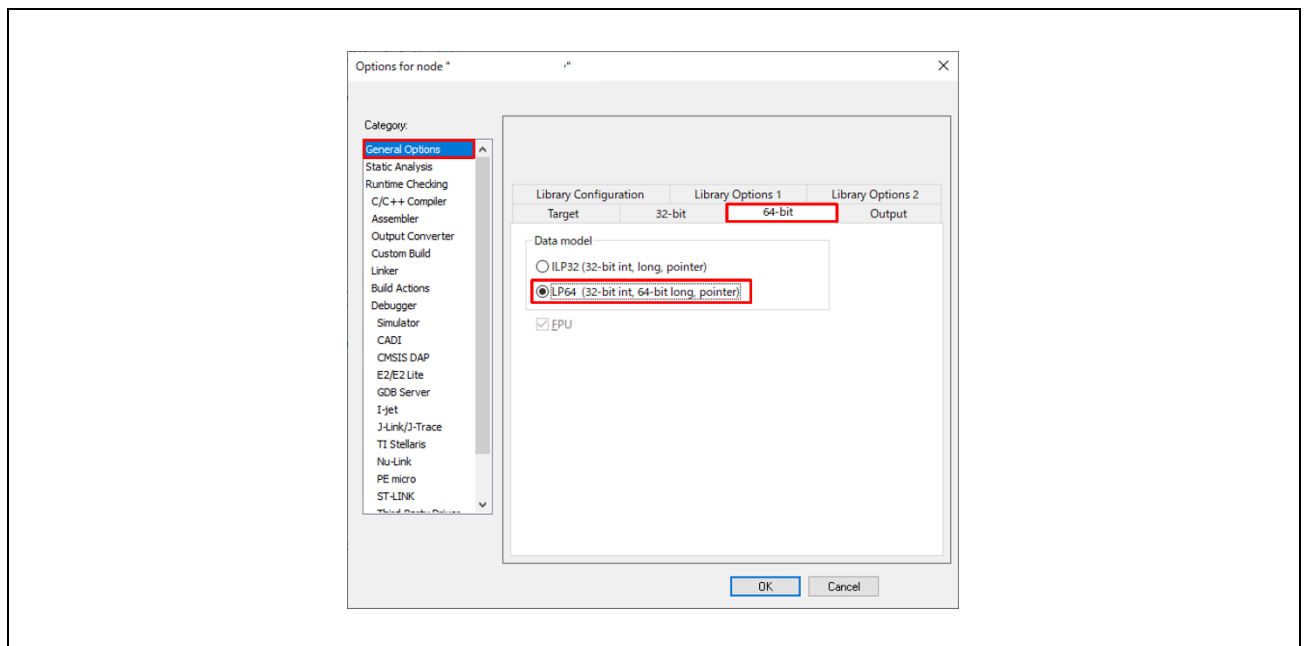 Options for node "                    "
Category:
General Options
Static Analysis
Runtime Checking
C/C++ Compiler
Assembler
Output Converter
Custom Build
Linker
Build Actions
Debugger
Simulator
CADI
CMSIS DAP
E2/E2 Lite
GDB Server
I-jet
J-Link/J-Trace
TI Stellaris
Nu-Link
PE micro
ST-LINK
Library Configuration Library Options 1 Library Options 2
Target 32-bit 64-bit Output
Data model
ILP32 (32-bit int, long, pointer)
LP64 (32-bit int, 64-bit long, pointer)
FPU
OK Cancel